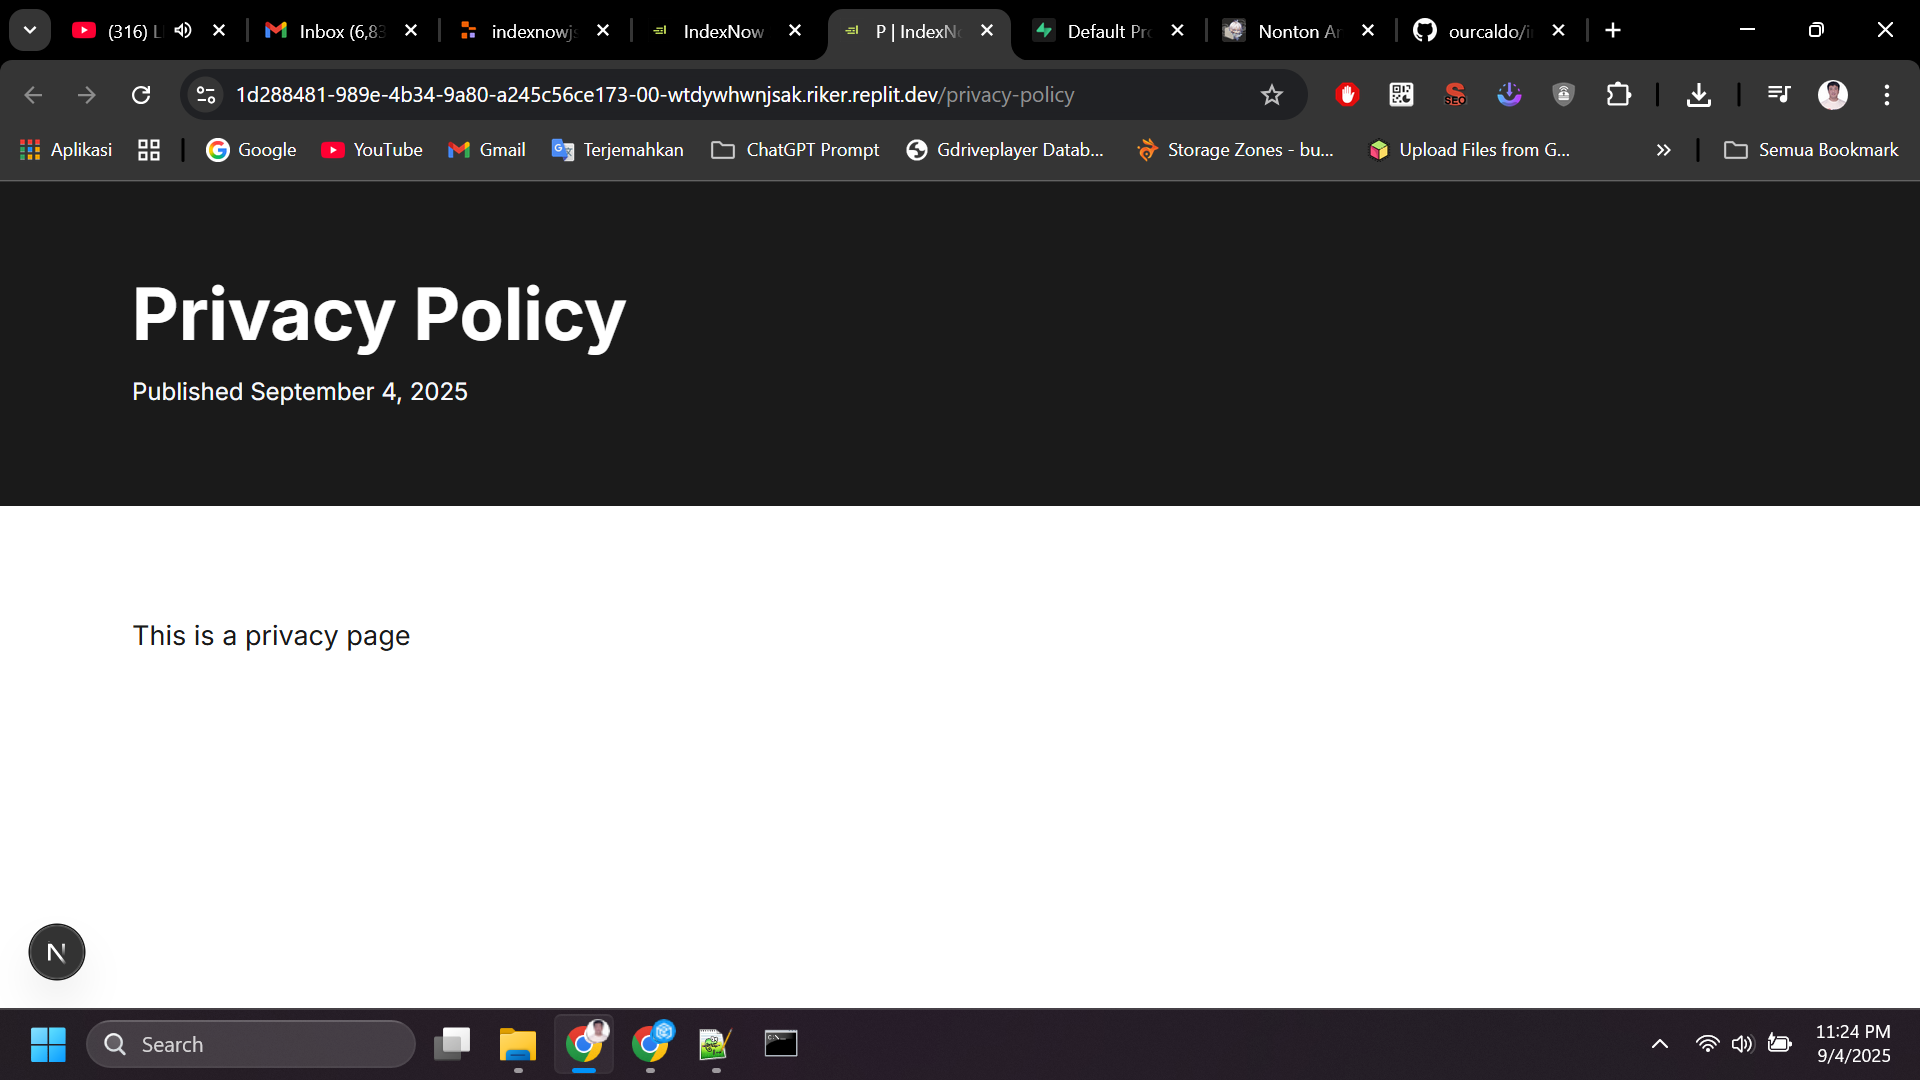 (316) L
Inbox (6,83
indexnowj
IndexNow
P | IndexN
Default Pr
Nonton A
ourcaldo/i
1d288481-989e-4b34-9a80-a245c56ce173-00-wtdywhwnjsak.riker.replit.dev/privacy-policy
SEO
Aplikasi
Google
YouTube
Gmail
Terjemahkan
ChatGPT Prompt
Gdriveplayer Datab...
Storage Zones - bu...
Upload Files from G...
Semua Bookmark
Privacy Policy
Published September 4, 2025
This is a privacy page
N
Search
11:24 PM
9/4/2025